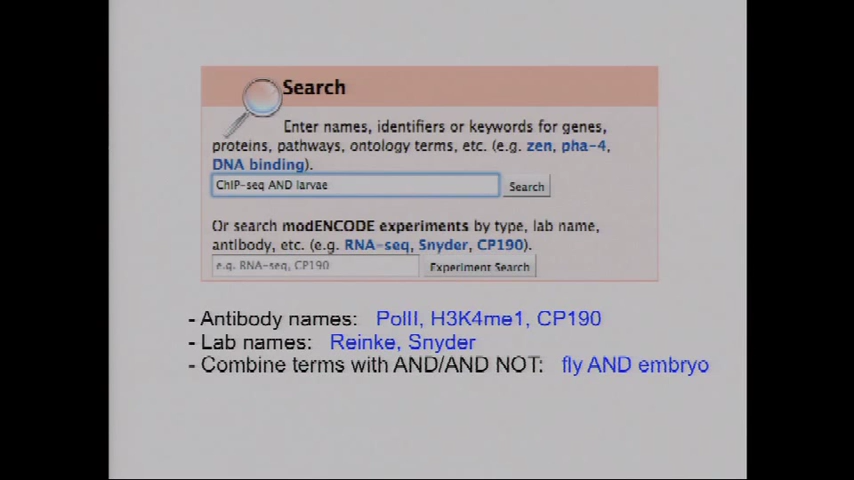 Search
Enter names, identifiers or keywords for genes,
proteins, pathways, ontology terms, etc. (e.g. zen, pha-4,
DNA binding).
ChIP-seq AND larvae
Search
Or search modENCODE experiments by type, lab name,
antibody, etc. (e.g. RNA-seq, Snyder, CP190).
e.g. RNA-seq, CP190
Experiment Search
- Antibody names: PolII, H3K4me1, CP190
- Lab names: Reinke, Snyder
- Combine terms with AND/AND NOT: fly AND embryo